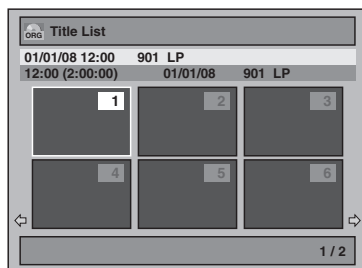 ORG Title List
01/01/08 12:00 901 LP
12:00 (2:00:00) 01/01/08 901 LP
1 2 3
4 5 6
1 / 2